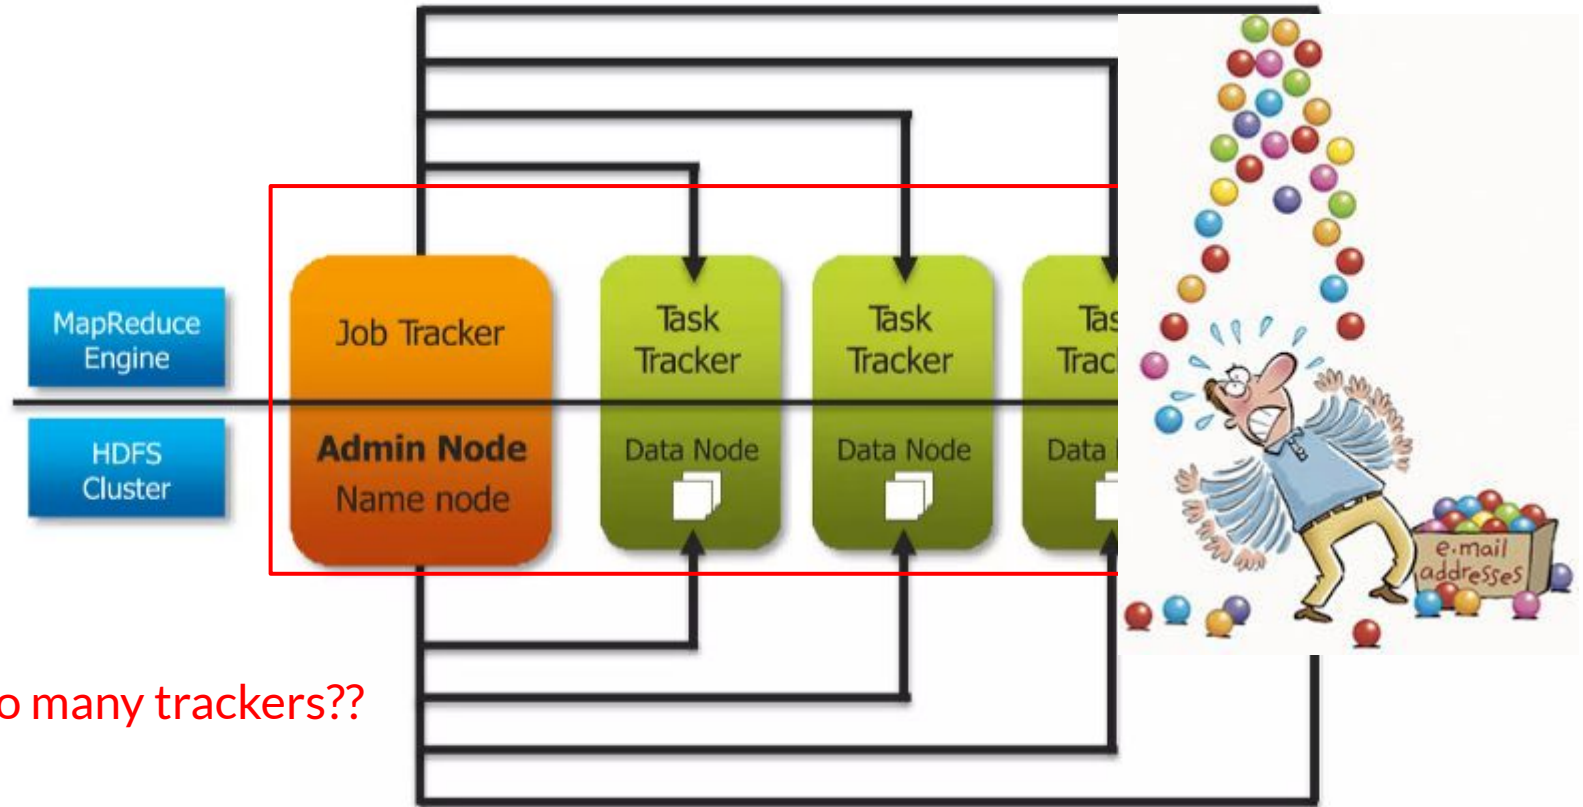 MapReduce
Engine
HDFS
Cluster
Job Tracker
Admin Node
Name node
Task
Tracker
Data Node
Task
Tracker
Data Node
Tas
Trac
Data
e-mail
addresses
o many trackers??